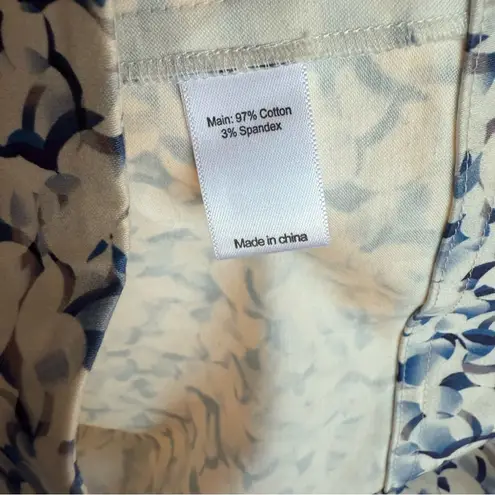 Main: 97% Cotton
3% Spandex
Made in china